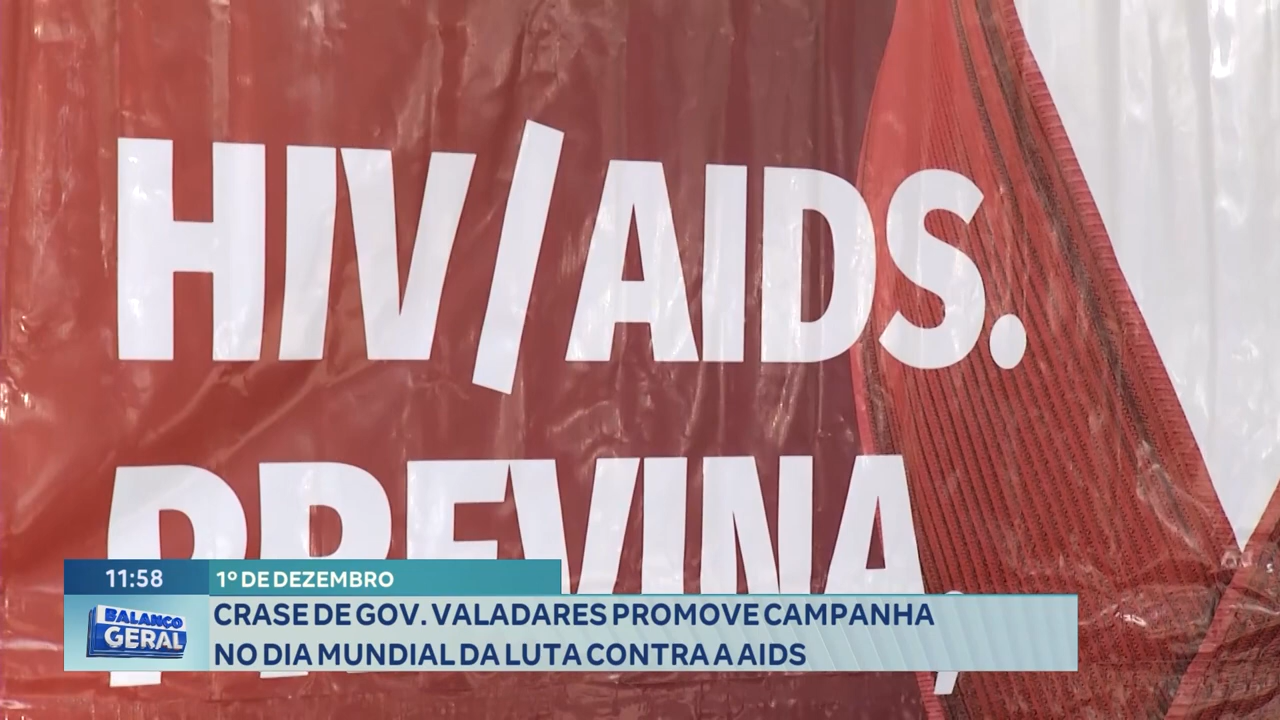 HIV/AIDS.
PREVINA,
11:58
1º DE DEZEMBRO
BALANÇO
GERAL
CRASE DE GOV. VALADARES PROMOVE CAMPANHA
NO DIA MUNDIAL DA LUTA CONTRA A AIDS